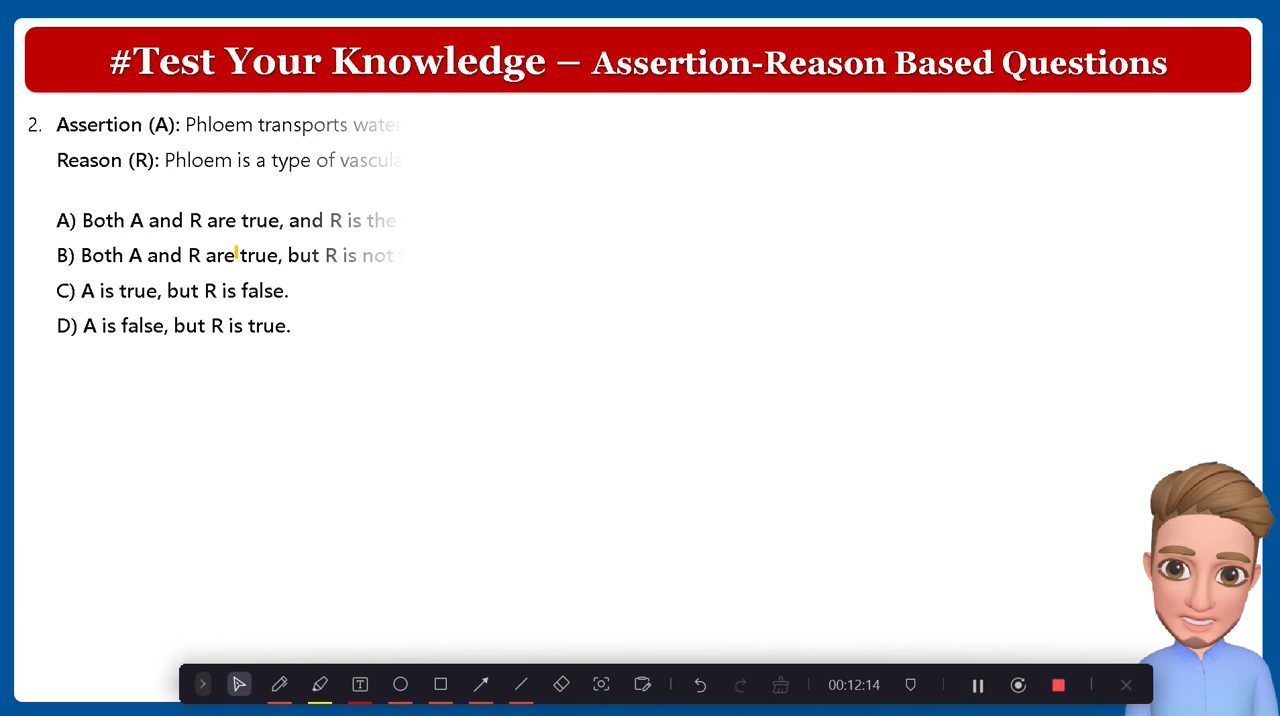 #Test Your Knowledge – Assertion-Reason Based Questions
2. Assertion (A): Phloem transports water
Reason (R): Phloem is a type of vascula
A) Both A and R are true, and R is the
B) Both A and R are true, but R is not
C) A is true, but R is false.
D) A is false, but R is true.
00:12:14